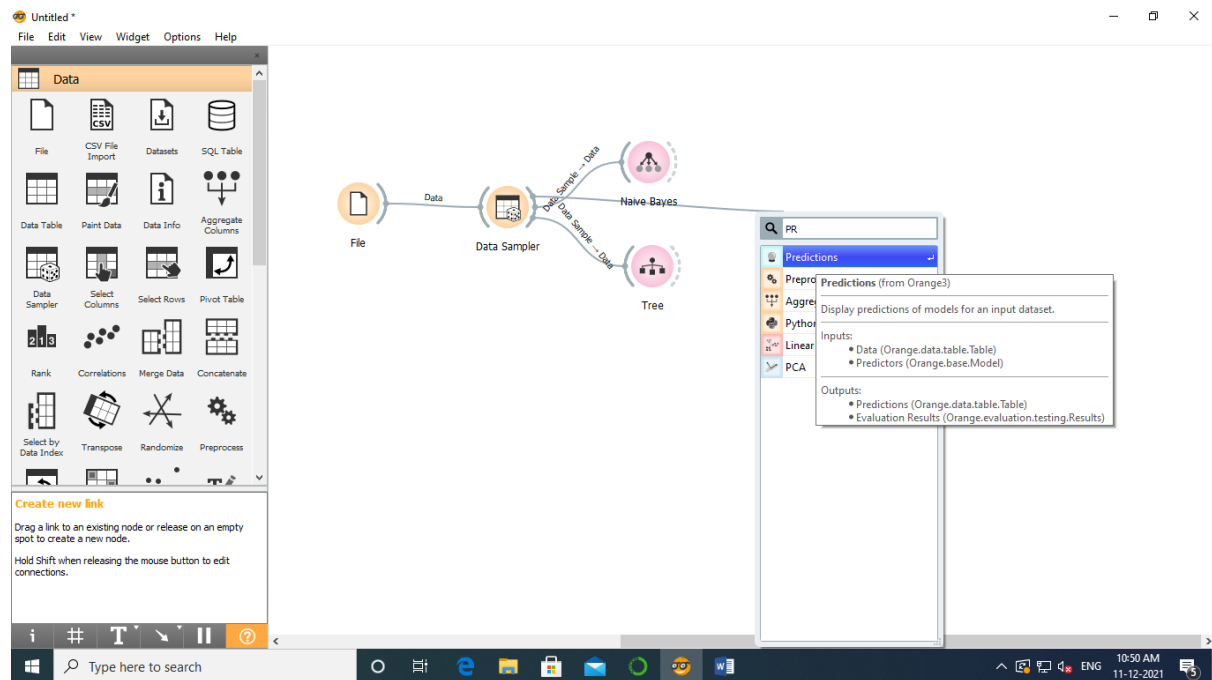 Untitled *
File Edit View Widget Options Help
Data
File
CSV File Import
Datasets
SQL Table
Data Table
Paint Data
Data Info
Aggregate Columns
Data Sampler
Select Columns
Select Rows
Pivot Table
Rank
Correlations
Merge Data
Concatenate
Select by Data Index
Transpose
Randomize
Preprocess
Create new link
Drag a link to an existing node or release on an empty
spot to create a new node.
Hold Shift when releasing the mouse button to edit
connections.
File
Data
Data Sampler
Data Sample → Data
Naive Bayes
Data Sample → Data
Tree
PR
Predictions
Prepro
Aggre
Python
Linear
PCA
Predictions (from Orange3)
Display predictions of models for an input dataset.
Inputs:
• Data (Orange.data.table.Table)
• Predictors (Orange.base.Model)
Outputs:
• Predictions (Orange.data.table.Table)
• Evaluation Results (Orange.evaluation.testing.Results)
Type here to search
ENG
10:50 AM
11-12-2021
5